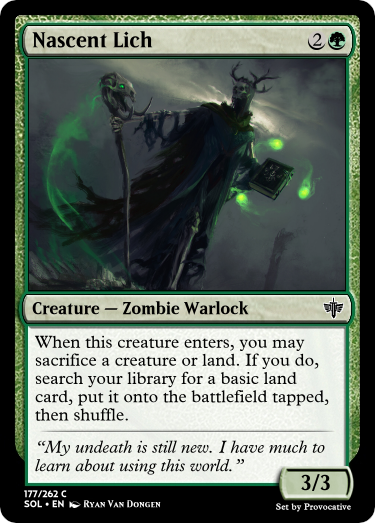 Nascent Lich 2
Creature — Zombie Warlock
When this creature enters, you may
sacrifice a creature or land. If you do,
search your library for a basic land
card, put it onto the battlefield tapped,
then shuffle.
“My undeath is still new. I have much to
learn about using this world.”
3/3
177/262 C
SOL • EN Ryan Van Dongen
Set by Provocative